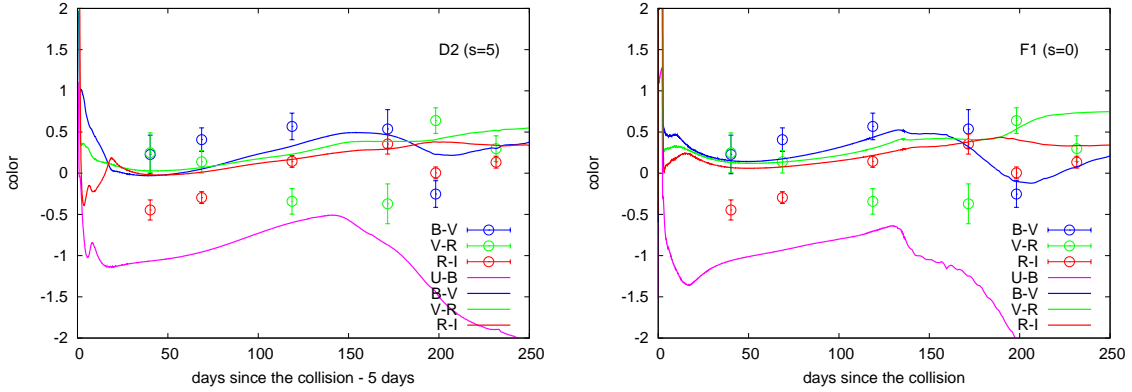 2
1.5
1
0.5
0
-0.5
-1
-1.5
-2
color
0
50
100
150
200
250
days since the collision - 5 days
D2 (s=5)
B-V
V-R
R-I
U-B
B-V
V-R
R-I
2
1.5
1
0.5
0
-0.5
-1
-1.5
-2
color
0
50
100
150
200
250
days since the collision
F1 (s=0)
B-V
V-R
R-I
U-B
B-V
V-R
R-I